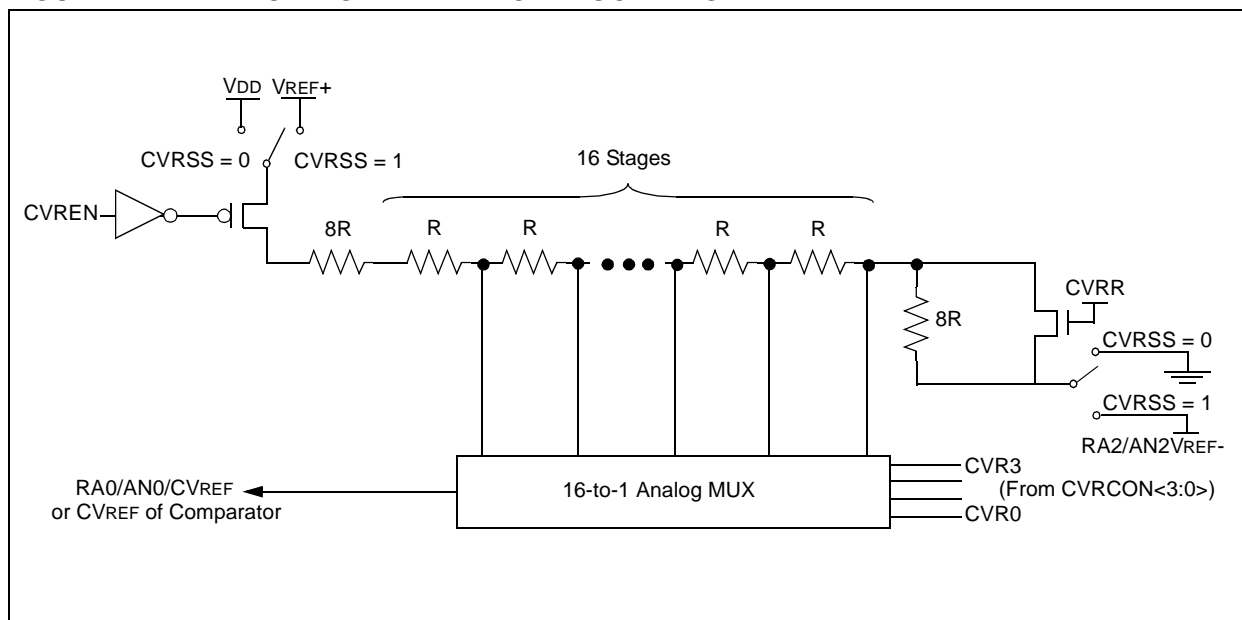 VDD VREF+
CVRSS = 0 CVRSS = 1
16 Stages
CVREN
8R R R R R
CVRR
8R
CVRSS = 0
CVRSS = 1
RA2/AN2VREF-
RA0/AN0/CVREF
or CVREF of Comparator
16-to-1 Analog MUX
CVR3
(From CVRCON<3:0>)
CVR0